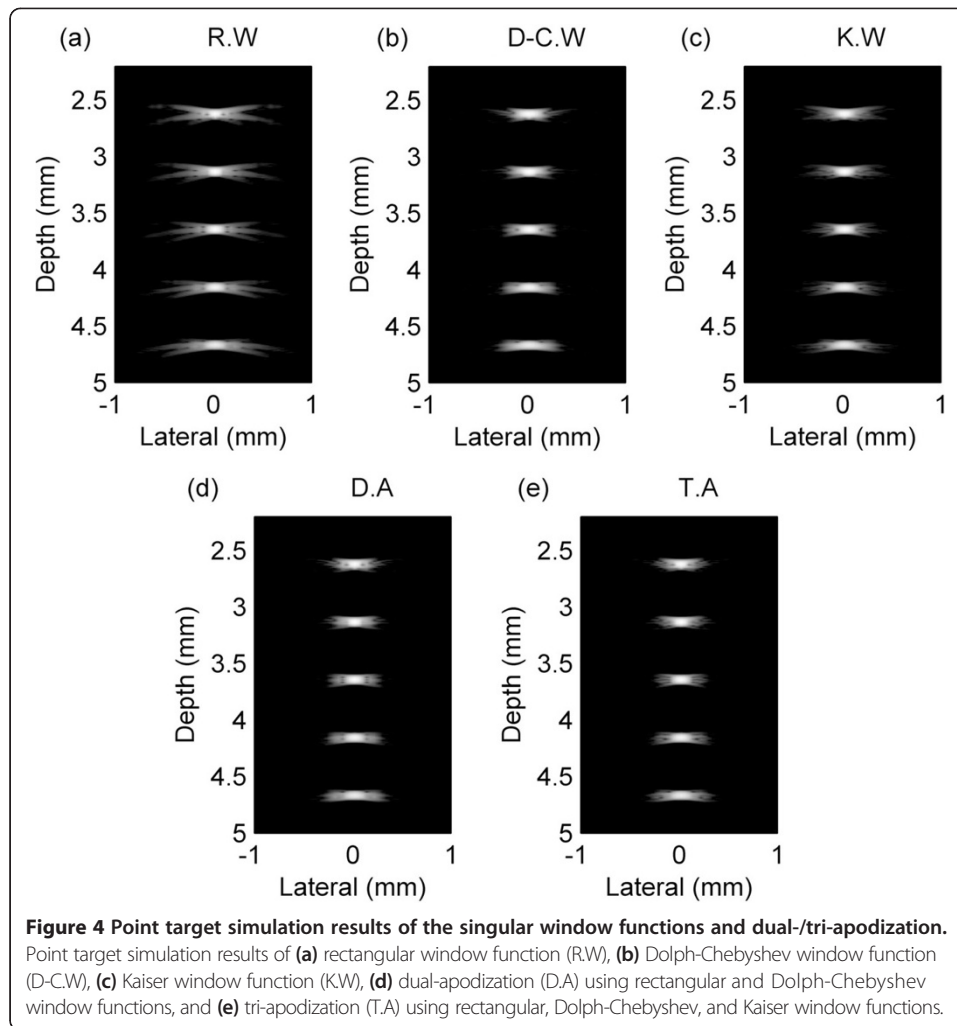 (a) R.W (b) D-C.W (c) K.W
2.5 2.5 2.5
3 3 3
3.5 3.5 3.5
4 4 4
4.5 4.5 4.5
5 5 5
Depth (mm) Depth (mm) Depth (mm)
-1 0 1 -1 0 1 -1 0 1
Lateral (mm) Lateral (mm) Lateral (mm)
(d) D.A (e) T.A
2.5 2.5
3 3
3.5 3.5
4 4
4.5 4.5
5 5
Depth (mm) Depth (mm)
-1 0 1 -1 0 1
Lateral (mm) Lateral (mm)
Figure 4 Point target simulation results of the singular window functions and dual-/tri-apodization.
Point target simulation results of (a) rectangular window function (R.W), (b) Dolph-Chebyshev window function
(D-C.W), (c) Kaiser window function (K.W), (d) dual-apodization (D.A) using rectangular and Dolph-Chebyshev
window functions, and (e) tri-apodization (T.A) using rectangular, Dolph-Chebyshev, and Kaiser window functions.